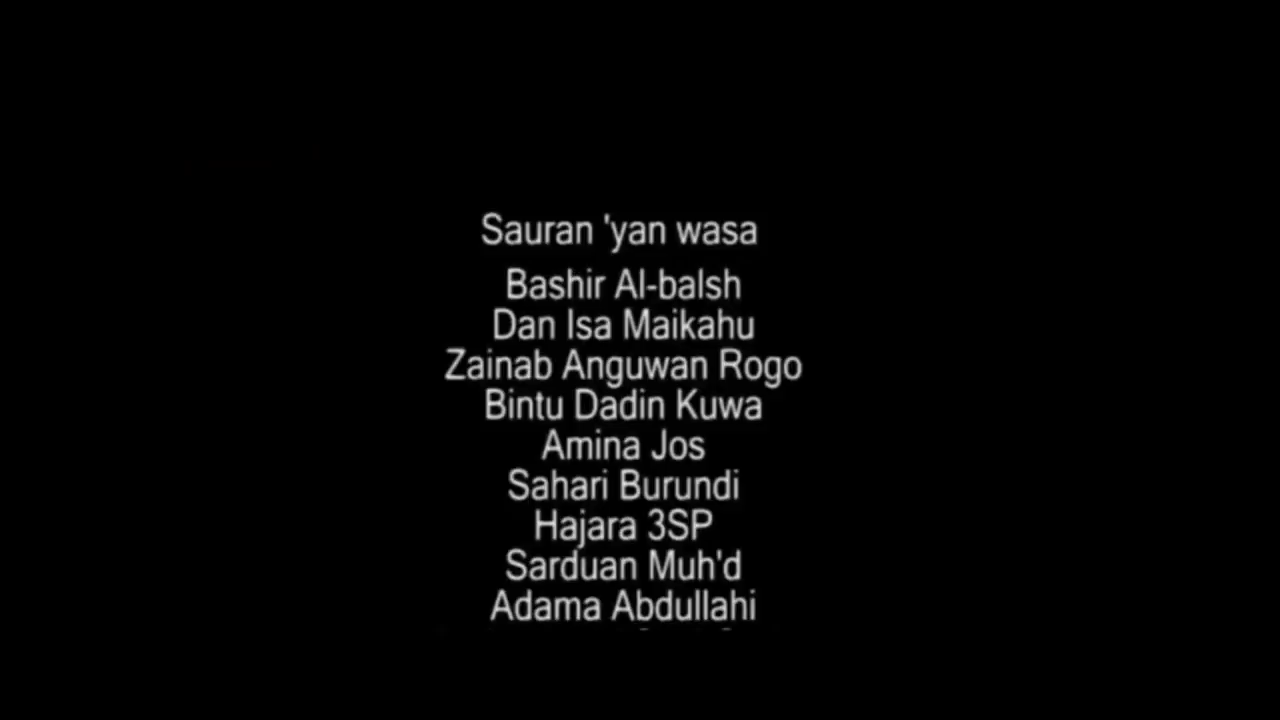 Sauran 'yan wasa
Bashir Al-balsh
Dan Isa Maikahu
Zainab Anguwan Rogo
Bintu Dadin Kuwa
Amina Jos
Sahari Burundi
Hajara 3SP
Sarduan Muh'd
Adama Abdullahi